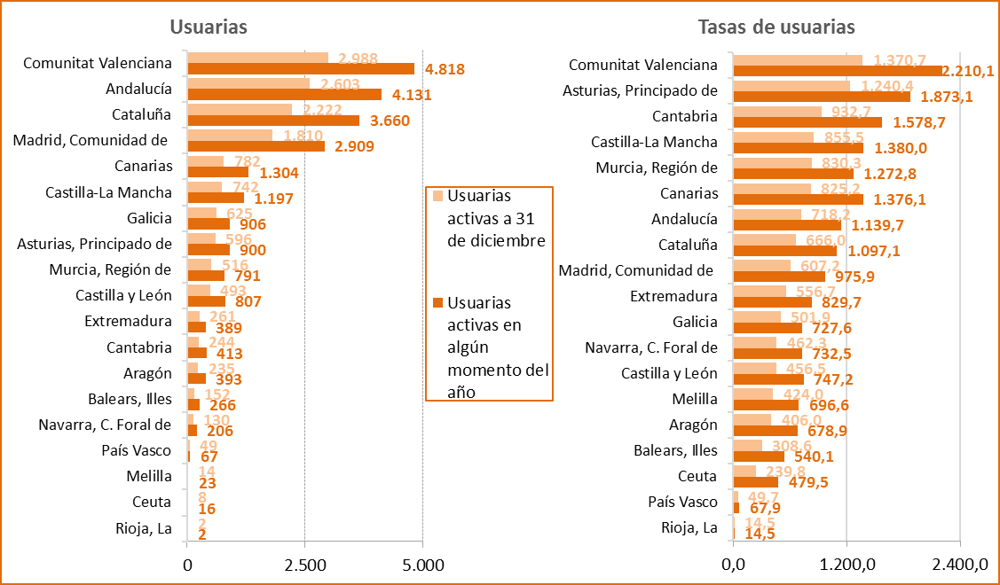 Usuarias
Comunitat Valenciana 2.988 4.818
Andalucía 2.603 4.131
Cataluña 2.222 3.660
Madrid, Comunidad de 1.810 2.909
Canarias 782 1.304
Castilla-La Mancha 742 1.197
Galicia 625 906
Asturias, Principado de 596 900
Murcia, Región de 516 791
Castilla y León 493 807
Extremadura 261 389
Cantabria 244 413
Aragón 235 393
Balears, Illes 152 266
Navarra, C. Foral de 130 206
País Vasco 49 67
Melilla 14 23
Ceuta 8 16
Rioja, La 2 2
0 2.500 5.000
Usuarias
activas a 31
de diciembre
Usuarias
activas en
algún
momento del
año
Tasas de usuarias
Comunitat Valenciana 1.370,7 2.210,1
Asturias, Principado de 1.240,4 1.873,1
Cantabria 932,7 1.578,7
Castilla-La Mancha 855,5 1.380,0
Murcia, Región de 830,3 1.272,8
Canarias 825,2 1.376,1
Andalucía 718,2 1.139,7
Cataluña 666,0 1.097,1
Madrid, Comunidad de 607,2 975,9
Extremadura 556,7 829,7
Galicia 501,9 727,6
Navarra, C. Foral de 462,3 732,5
Castilla y León 456,5 747,2
Melilla 424,0 696,6
Aragón 406,0 678,9
Balears, Illes 308,6 540,1
Ceuta 239,8 479,5
País Vasco 49,7 67,9
Rioja, La 14,5 14,5
0,0 1.200,0 2.400,0